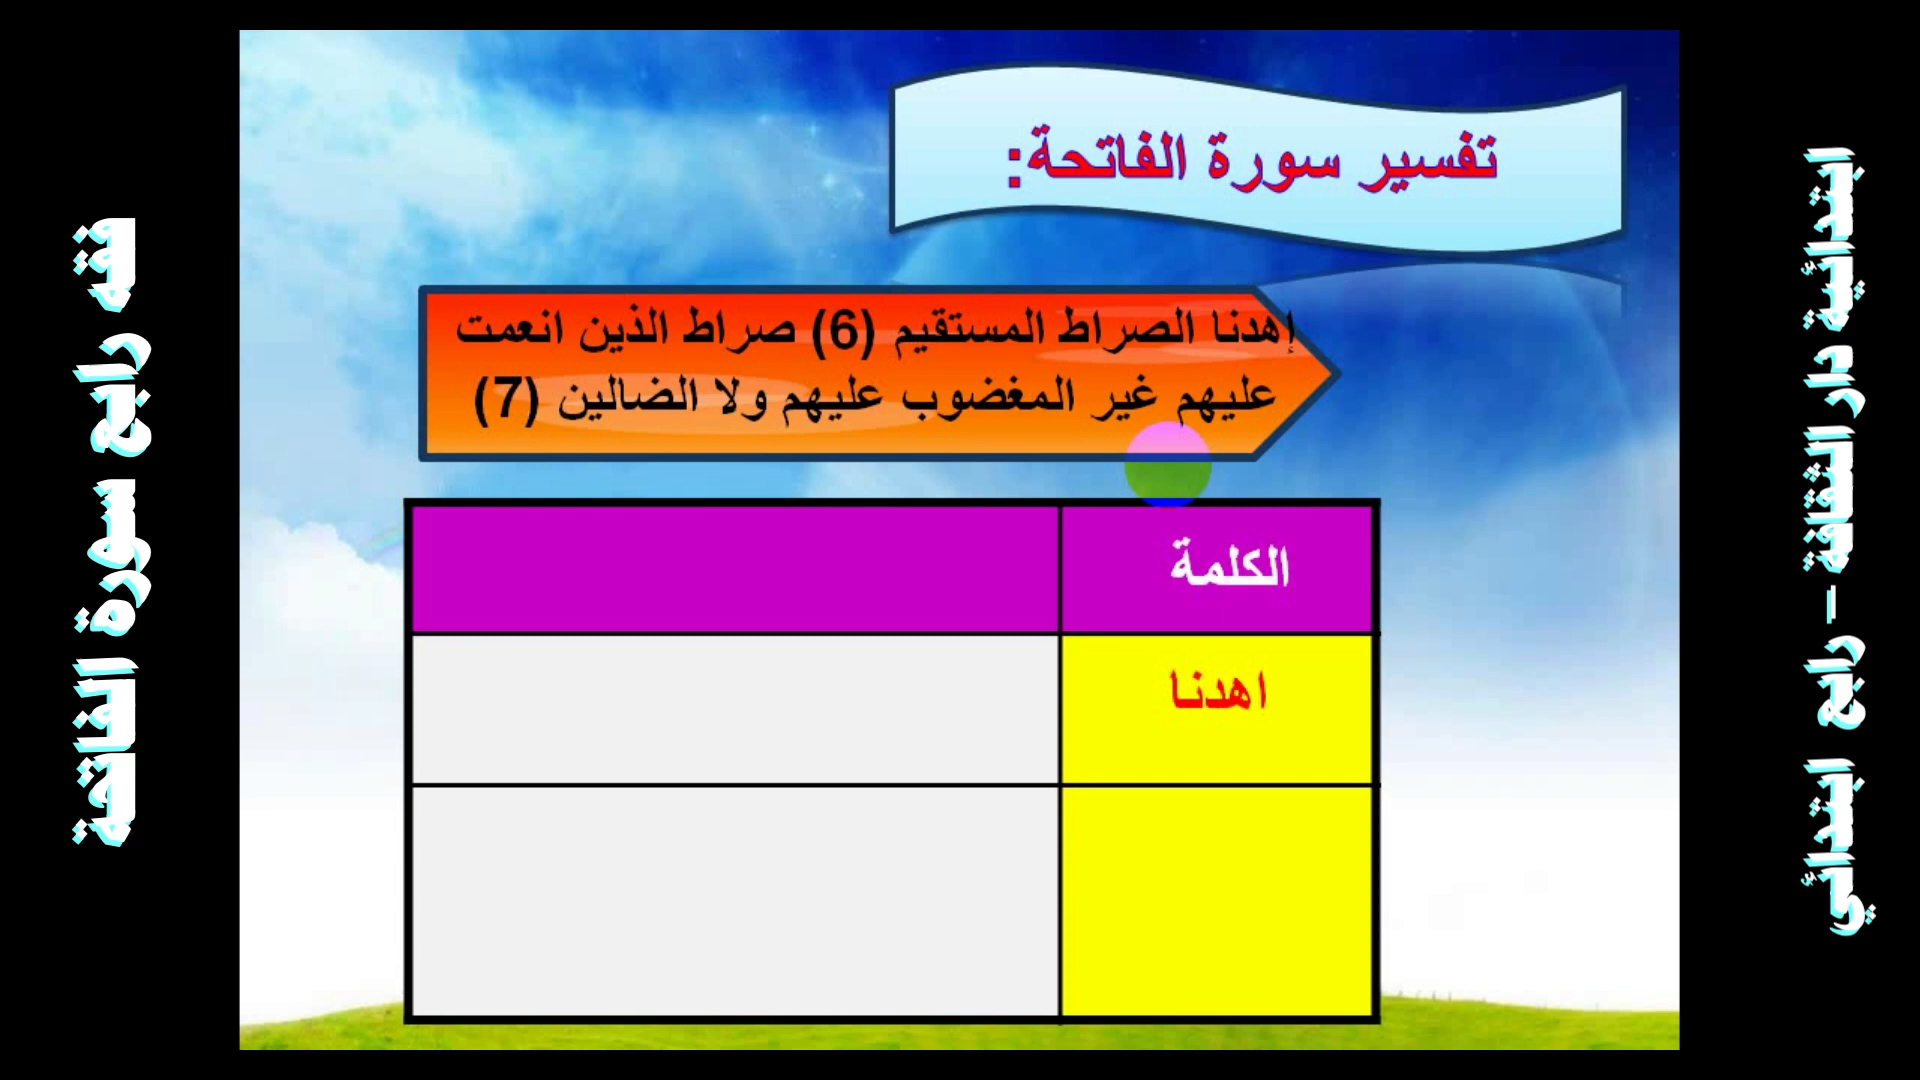 تفسير سورة الفاتحة:
إهدنا الصراط المستقيم (6) صراط الذين انعمت
عليهم غير المغضوب عليهم ولا الضالين (7)
الكلمة
اهدنا
ابتدائية دار الثقافة – رابع ابتدائي
فقه رابع سورة الفاتحة